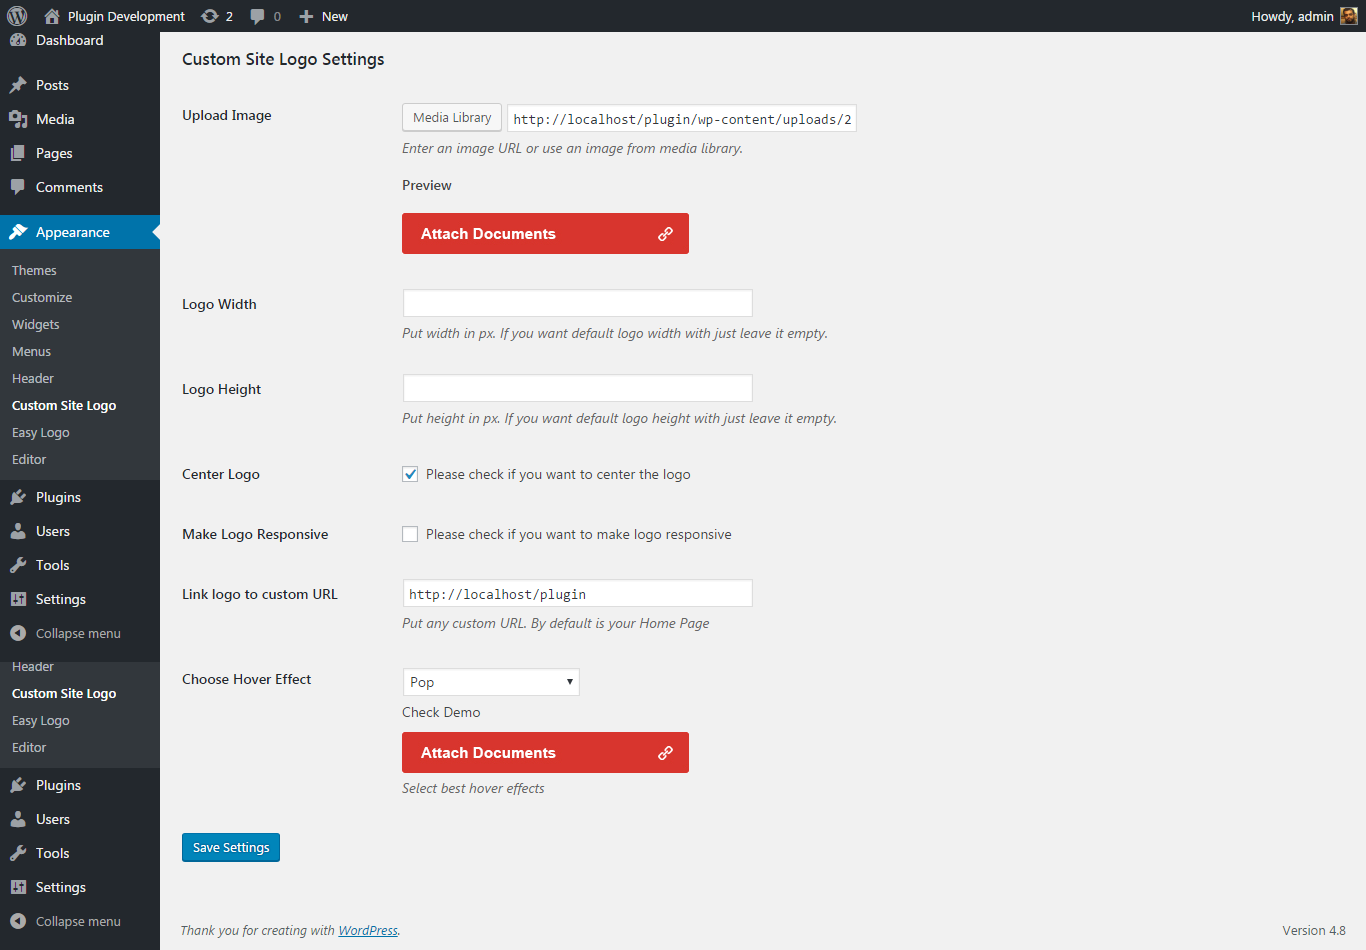 Plugin Development 2 0 New Howdy, admin
Dashboard
Posts
Media
Pages
Comments
Appearance
Themes
Customize
Widgets
Menus
Header
Custom Site Logo
Easy Logo
Editor
Plugins
Users
Tools
Settings
Collapse menu
Header
Custom Site Logo
Easy Logo
Editor
Plugins
Users
Tools
Settings
Collapse menu
Custom Site Logo Settings
Upload Image
Media Library http://localhost/plugin/wp-content/uploads/2
Enter an image URL or use an image from media library.
Preview
Attach Documents
Logo Width
Put width in px. If you want default logo width with just leave it empty.
Logo Height
Put height in px. If you want default logo height with just leave it empty.
Center Logo Please check if you want to center the logo
Make Logo Responsive Please check if you want to make logo responsive
Link logo to custom URL http://localhost/plugin
Put any custom URL. By default is your Home Page
Choose Hover Effect Pop
Check Demo
Attach Documents
Select best hover effects
Save Settings
Thank you for creating with WordPress. Version 4.8